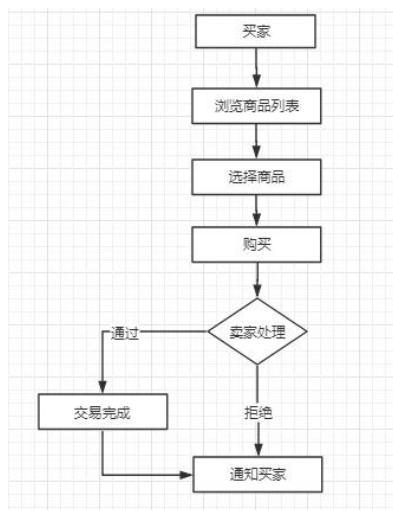 买家
浏览商品列表
选择商品
购买
卖家处理
通过
交易完成
拒绝
通知买家